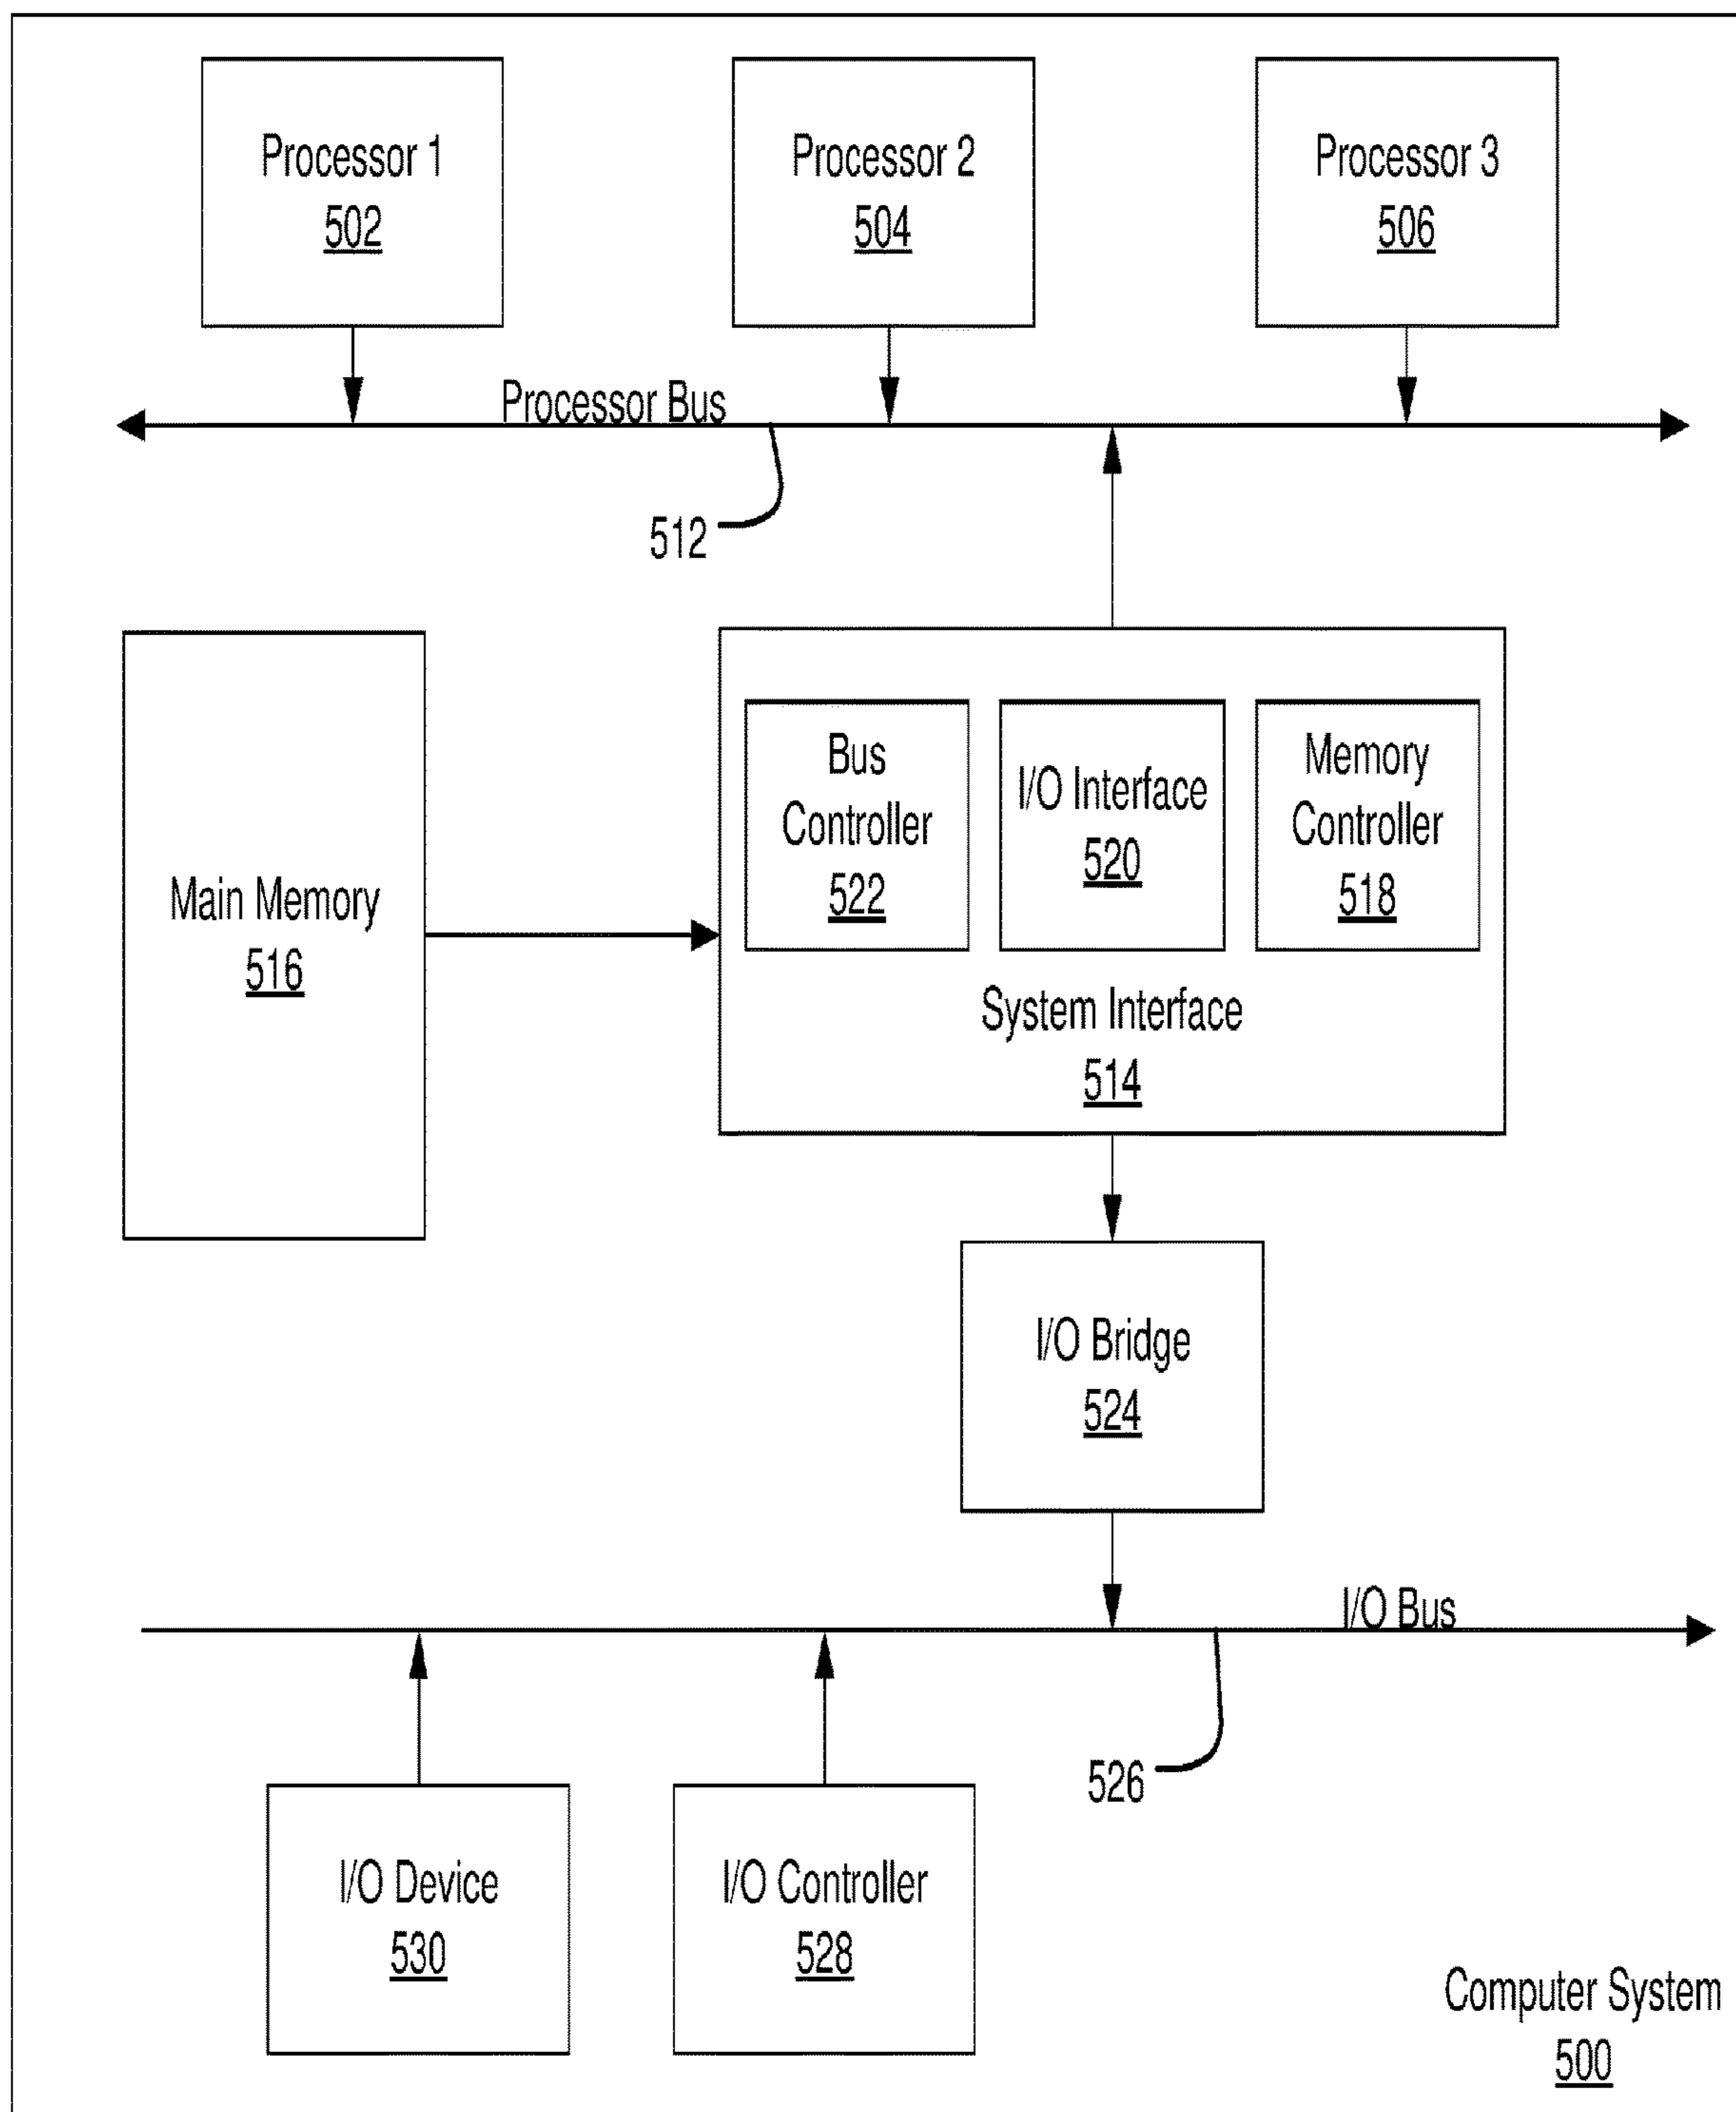 Processor 1
502
Processor 2
504
Processor 3
506
Processor Bus
512
Main Memory
516
Bus
Controller
522
I/O Interface
520
Memory
Controller
518
System Interface
514
I/O Bridge
524
I/O Bus
526
I/O Device
530
I/O Controller
528
Computer System
500